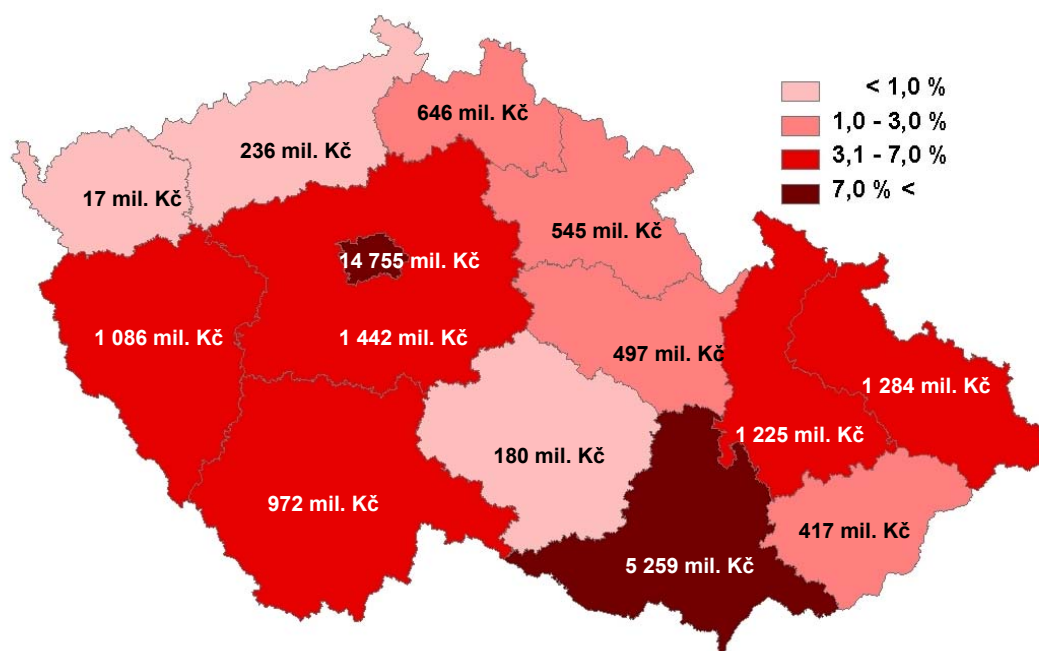 < 1,0 %
1,0 - 3,0 %
3,1 - 7,0 %
7,0 % <
646 mil. Kč
236 mil. Kč
17 mil. Kč
545 mil. Kč
14 755 mil. Kč
1 086 mil. Kč
1 442 mil. Kč
497 mil. Kč
1 284 mil. Kč
1 225 mil. Kč
180 mil. Kč
972 mil. Kč
417 mil. Kč
5 259 mil. Kč